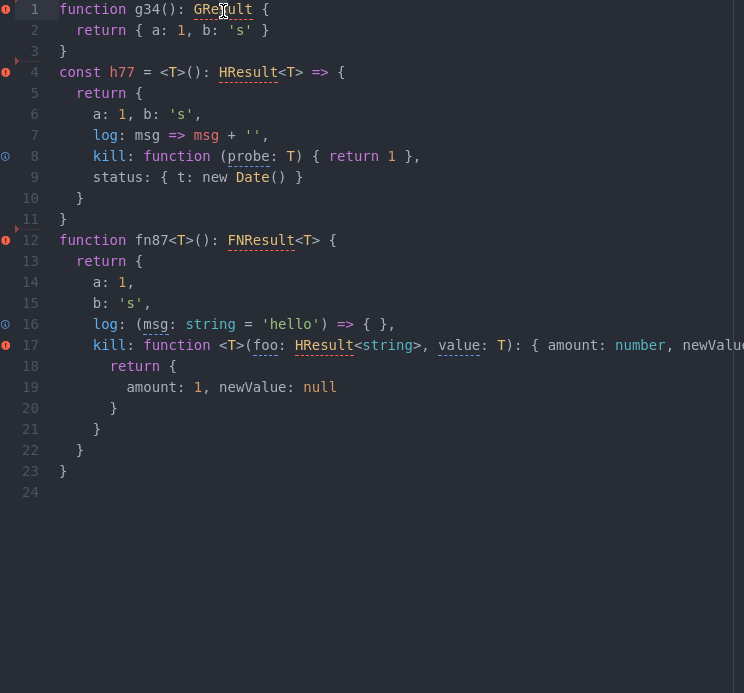 1 function g34(): GResult {
2   return { a: 1, b: 's' }
3 }
4 const h77 = <T>(): HResult<T> => {
5   return {
6     a: 1, b: 's',
7     log: msg => msg + '',
8     kill: function (probe: T) { return 1 },
9     status: { t: new Date() }
10   }
11 }
12 function fn87<T>(): FNResult<T> {
13   return {
14     a: 1,
15     b: 's',
16     log: (msg: string = 'hello') => { },
17     kill: function <T>(foo: HResult<string>, value: T): { amount: number, newValue
18       return {
19         amount: 1, newValue: null
20       }
21     }
22   }
23 }
24